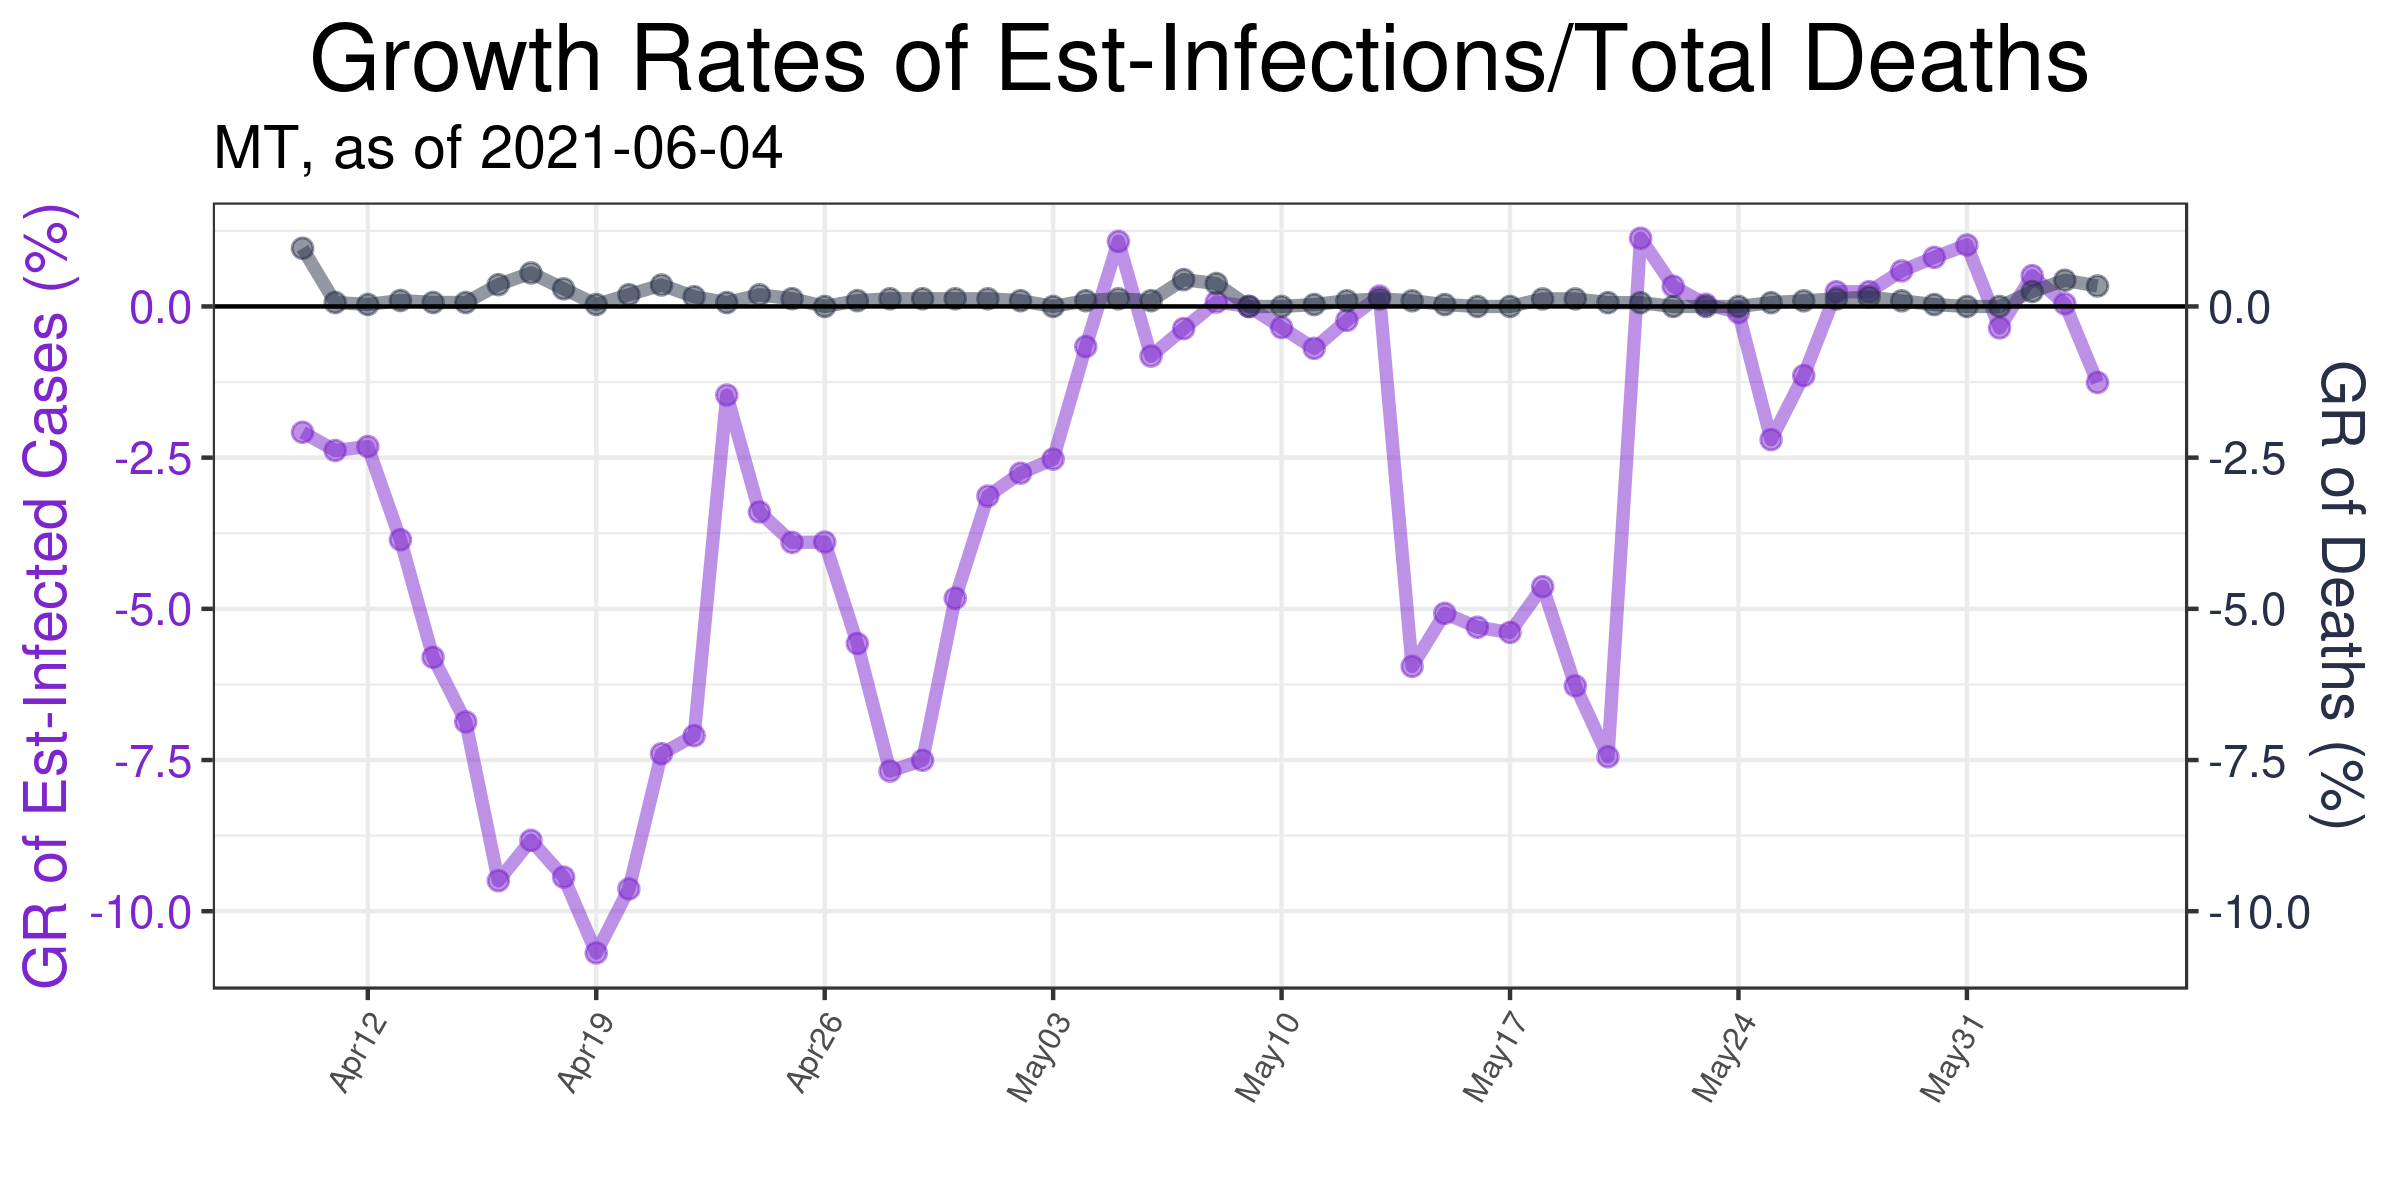 Growth Rates of Est-Infections/Total Deaths
MT, as of 2021-06-04
GR of Est-Infected Cases (%)
0.0
-2.5
-5.0
-7.5
-10.0
0.0
-2.5
-5.0
-7.5
-10.0
GR of Deaths (%)
Apr12
Apr19
Apr26
May03
May10
May17
May24
May31